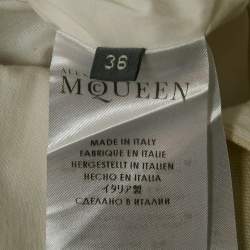 36
ALEX
McQUEEN
MADE IN ITALY
FABRIQUE EN ITALIE
HERGESTELLT IN ITALIEN
HECHO EN ITALIA
イタリア製
СДЕЛАНО В ИТАЛИИ